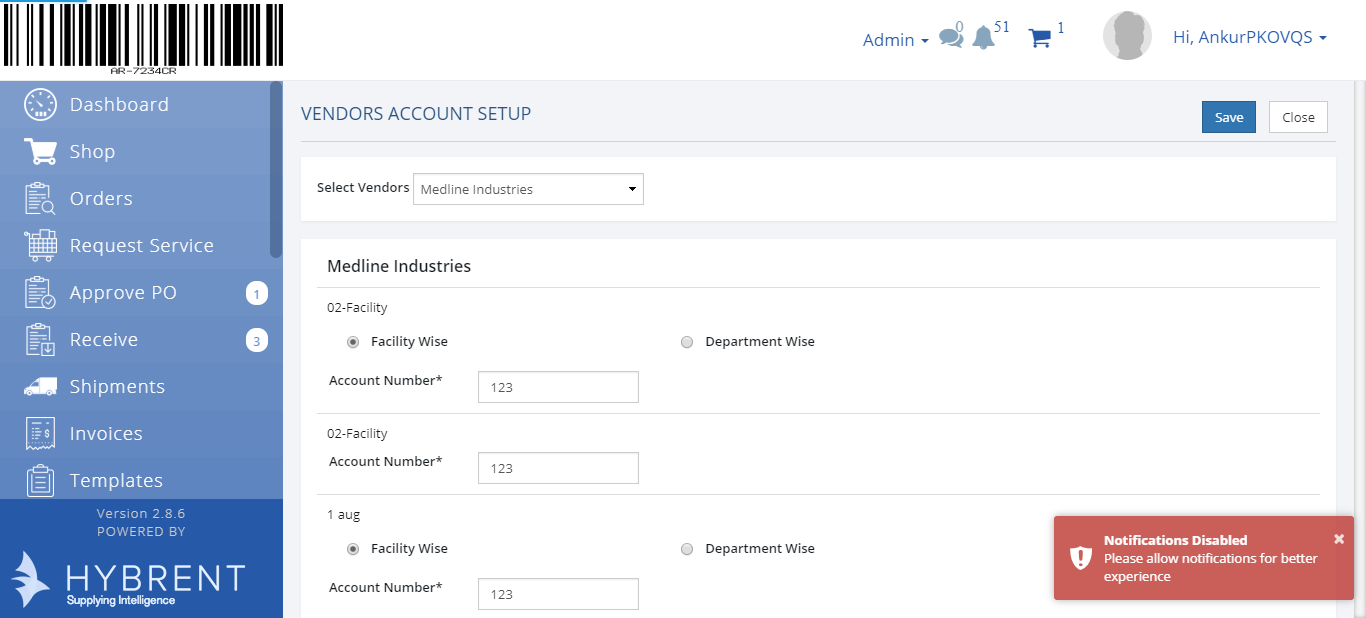 AR-7234CR
Admin
0
51
1
Hi, AnkurPKOVQS
Dashboard
Shop
Orders
Request Service
Approve PO 1
Receive 3
Shipments
Invoices
Templates
Version 2.8.6
POWERED BY
HYBRENT
Supplying Intelligence
VENDORS ACCOUNT SETUP
Save
Close
Select Vendors Medline Industries
Medline Industries
02-Facility
Facility Wise Department Wise
Account Number* 123
02-Facility
Account Number* 123
1 aug
Facility Wise Department Wise
Account Number* 123
Notifications Disabled
Please allow notifications for better
experience